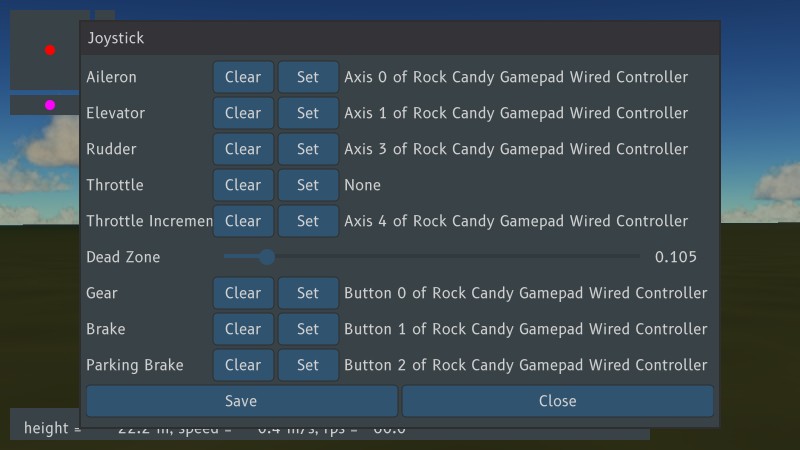 Joystick
Aileron Clear Set Axis 0 of Rock Candy Gamepad Wired Controller
Elevator Clear Set Axis 1 of Rock Candy Gamepad Wired Controller
Rudder Clear Set Axis 3 of Rock Candy Gamepad Wired Controller
Throttle Clear Set None
Throttle Incremen Clear Set Axis 4 of Rock Candy Gamepad Wired Controller
Dead Zone 0.105
Gear Clear Set Button 0 of Rock Candy Gamepad Wired Controller
Brake Clear Set Button 1 of Rock Candy Gamepad Wired Controller
Parking Brake Clear Set Button 2 of Rock Candy Gamepad Wired Controller
Save Close
height = 22.2 m, speed = 0.4 m/s, fps = 60.0